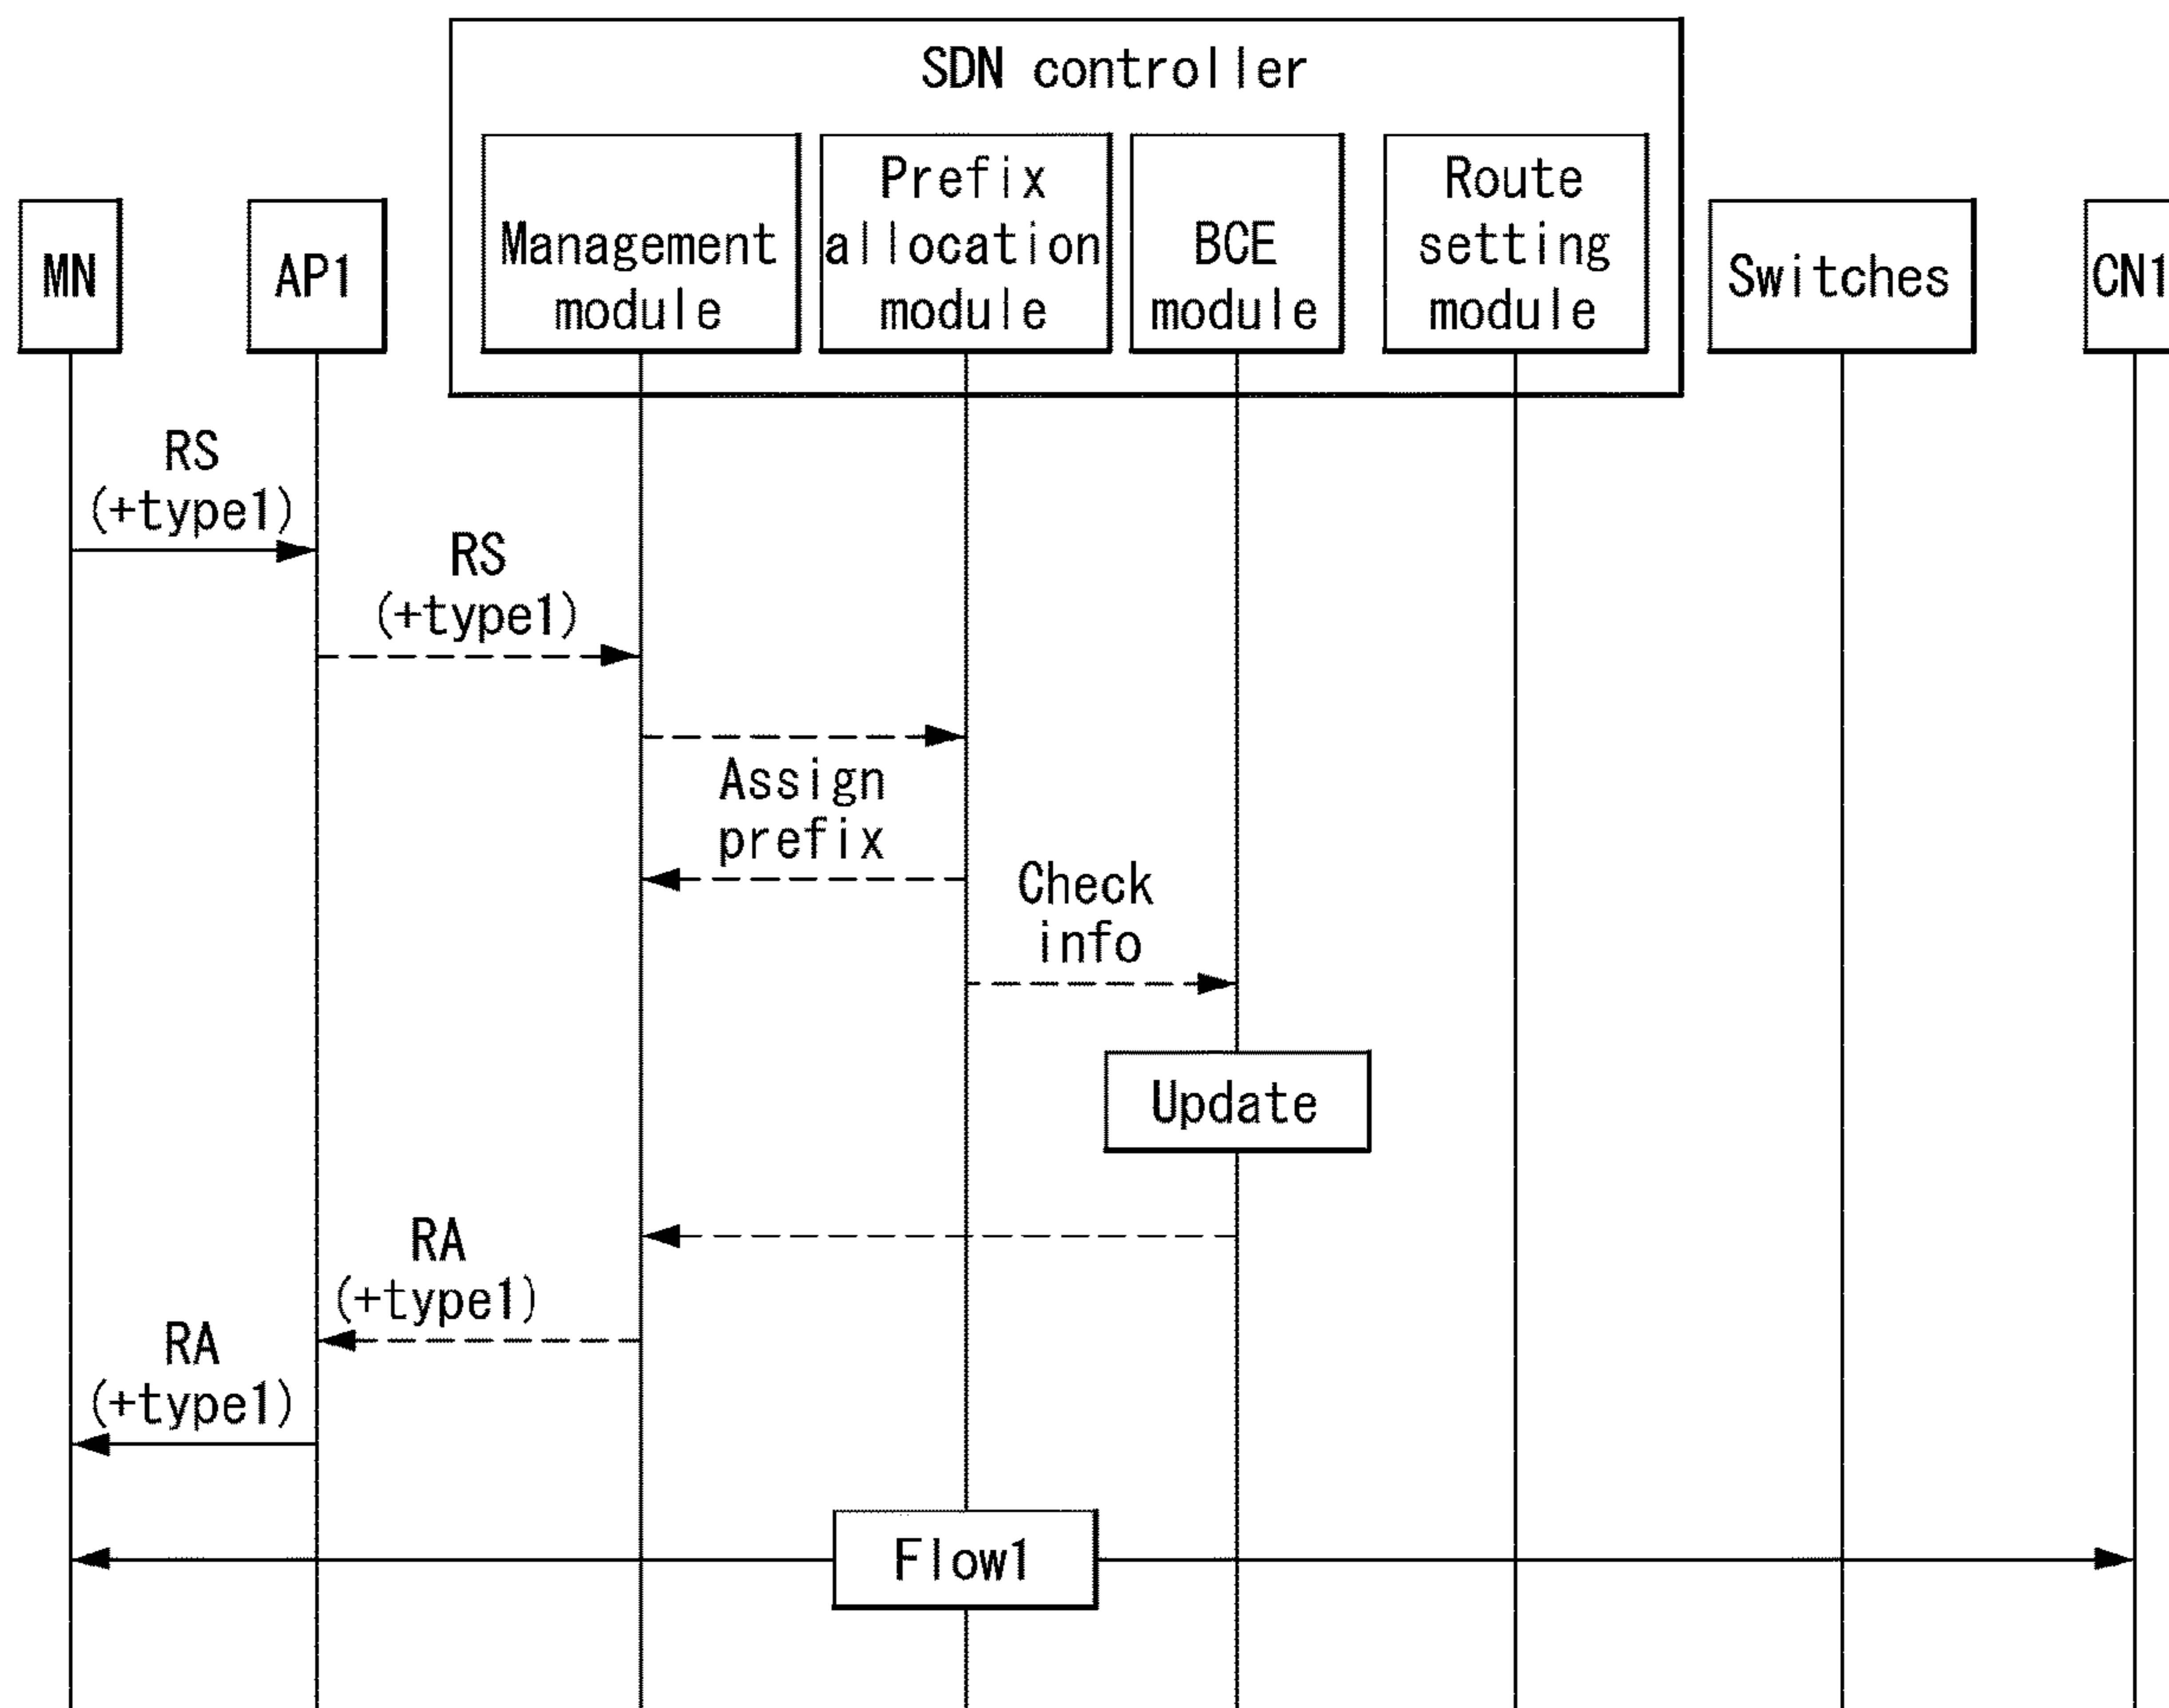 SDN controller
MN
AP1
Management
module
Prefix
allocation
module
BCE
module
Route
setting
module
Switches
CN1
RS
(+type1)
RS
(+type1)
Assign
prefix
Check
info
Update
RA
(+type1)
RA
(+type1)
Flow1